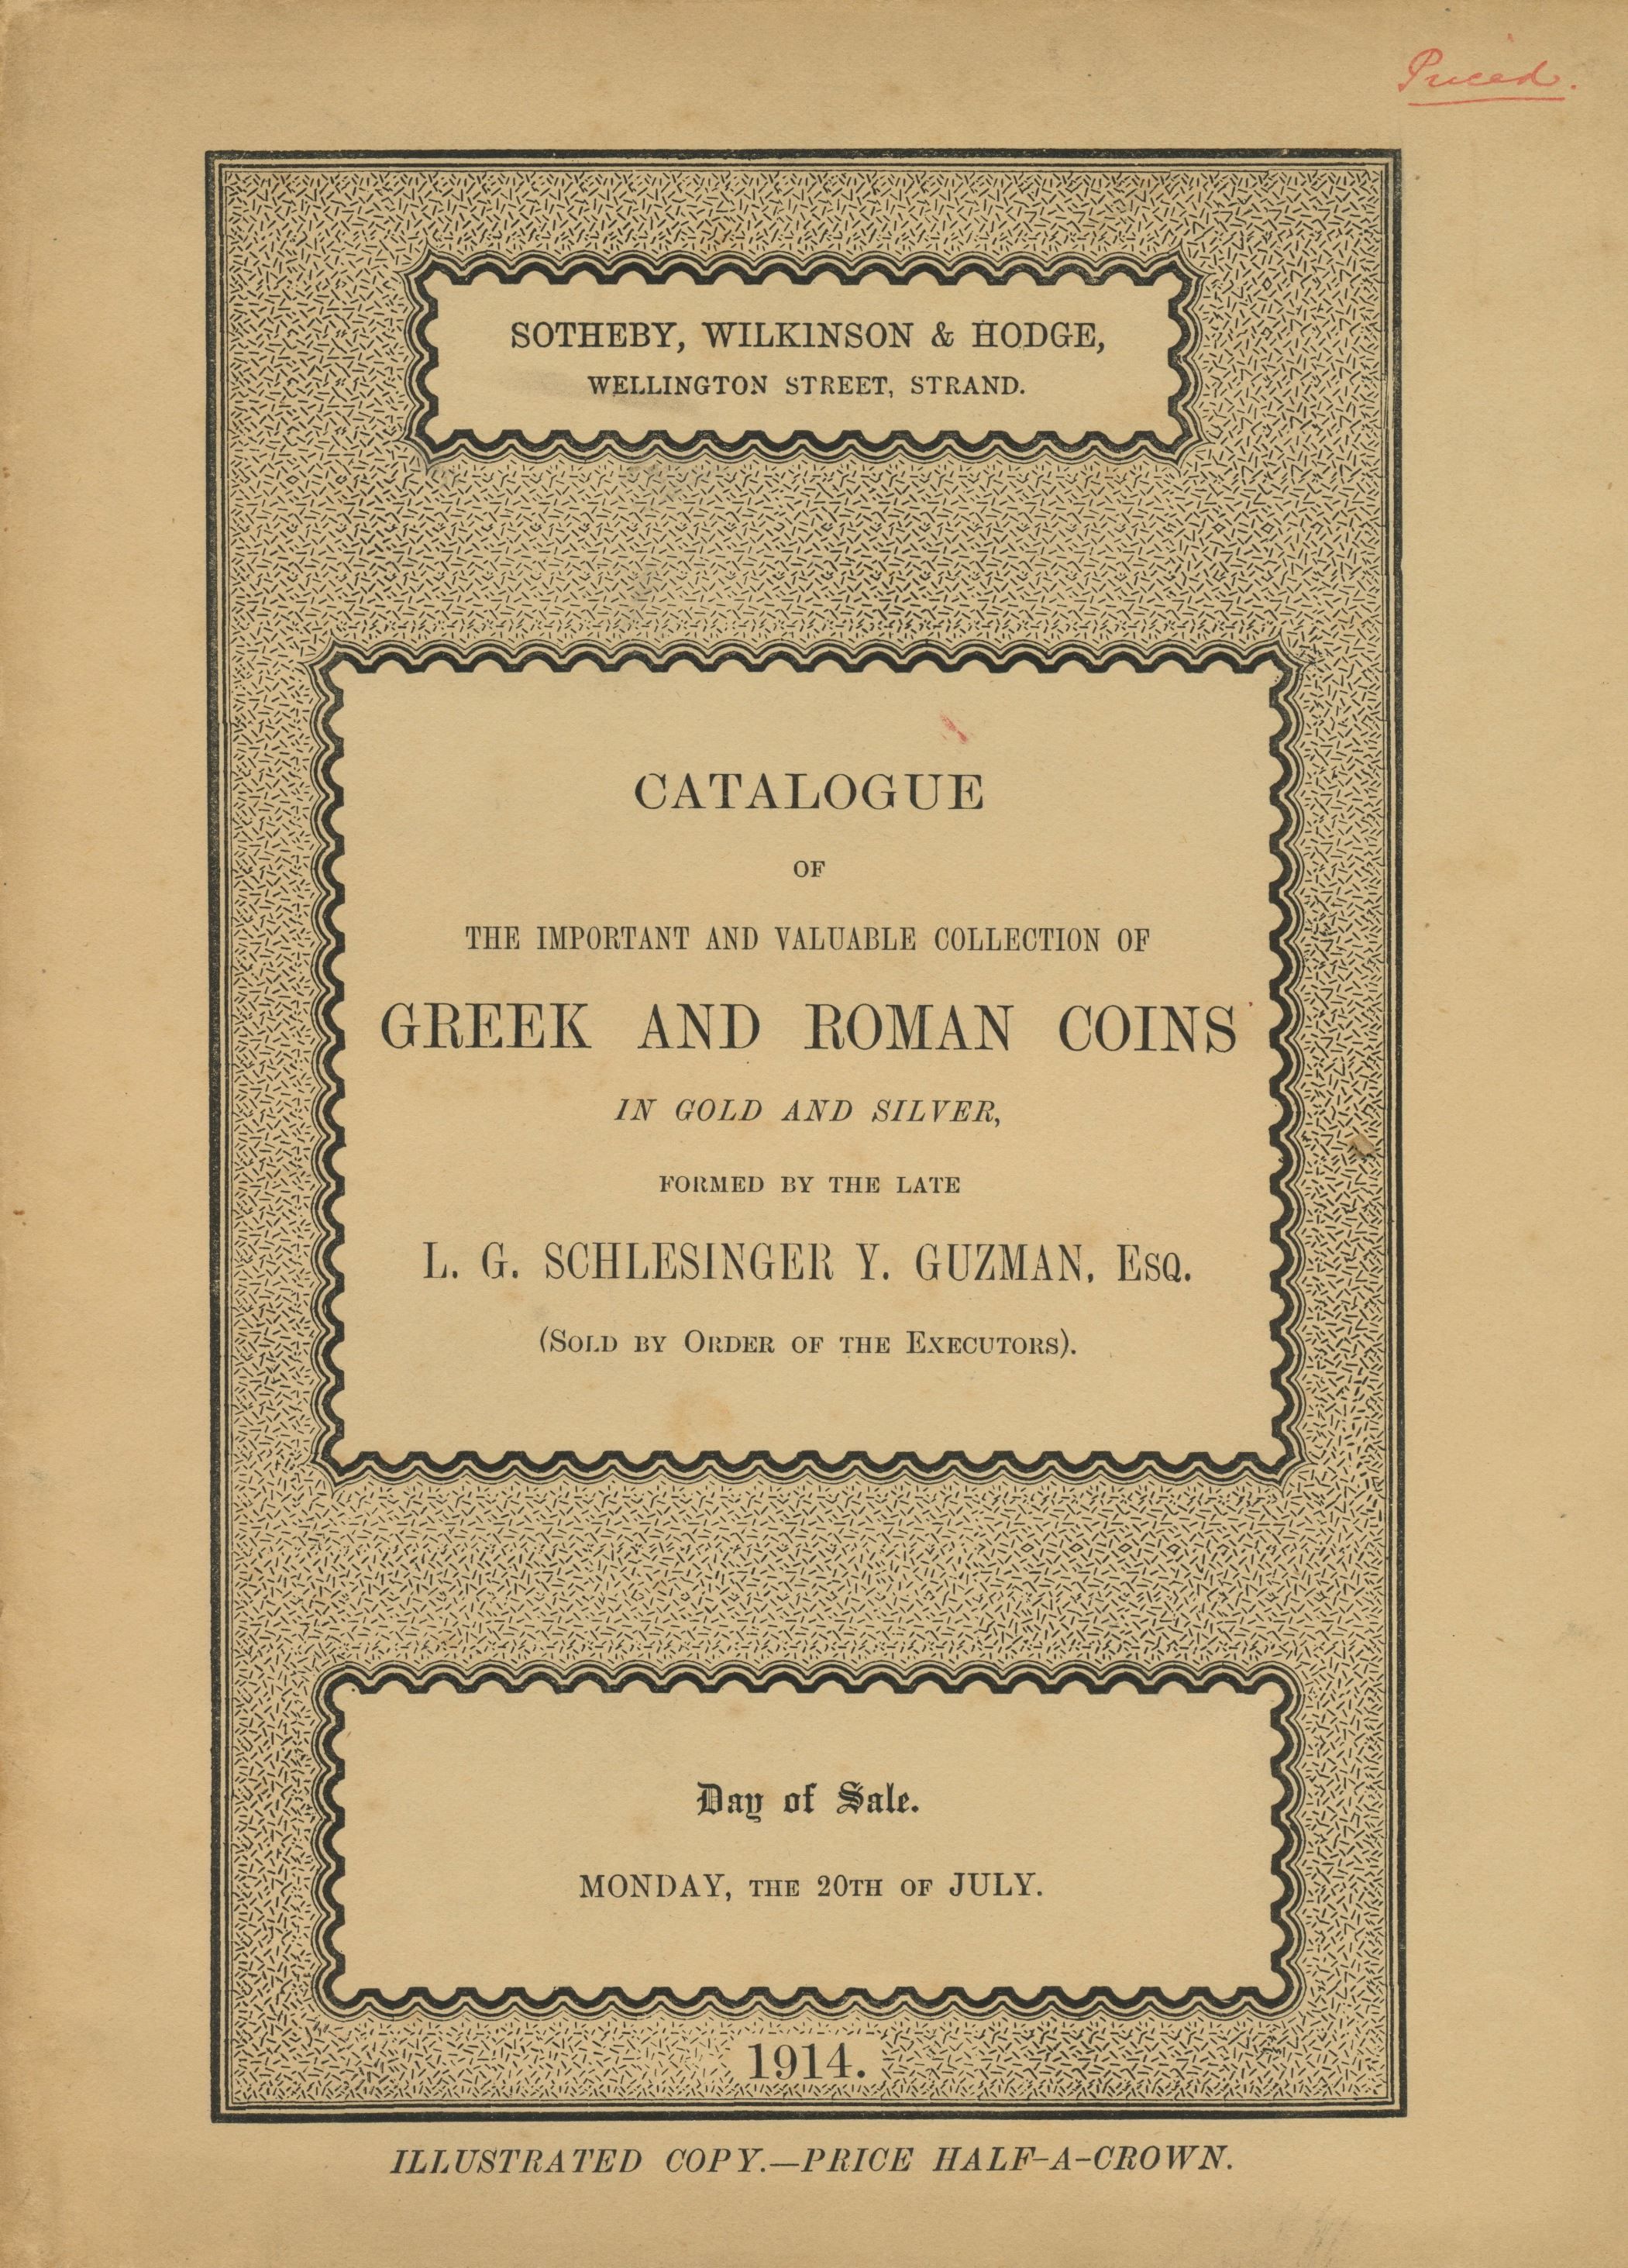 Priced.
SOTHEBY, WILKINSON & HODGE,
WELLINGTON STREET, STRAND.
CATALOGUE
OF
THE IMPORTANT AND VALUABLE COLLECTION OF
GREEK AND ROMAN COINS
IN GOLD AND SILVER,
FORMED BY THE LATE
L. G. SCHLESINGER Y. GUZMAN, ESQ.
(SOLD BY ORDER OF THE EXECUTORS).
Day of Sale.
MONDAY, THE 20TH OF JULY.
1914.
ILLUSTRATED COPY.—PRICE HALF-A-CROWN.